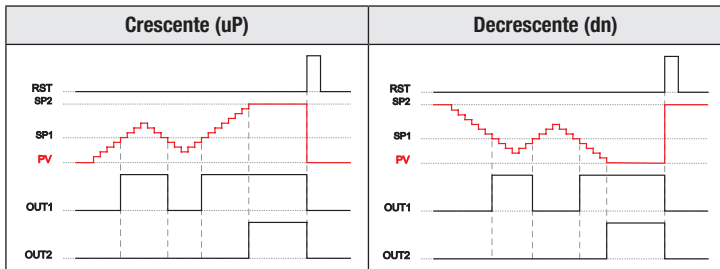 Crescente (uP)
Decrescente (dn)
RST
SP2
SP1
PV
OUT1
OUT2
RST
SP2
SP1
PV
OUT1
OUT2